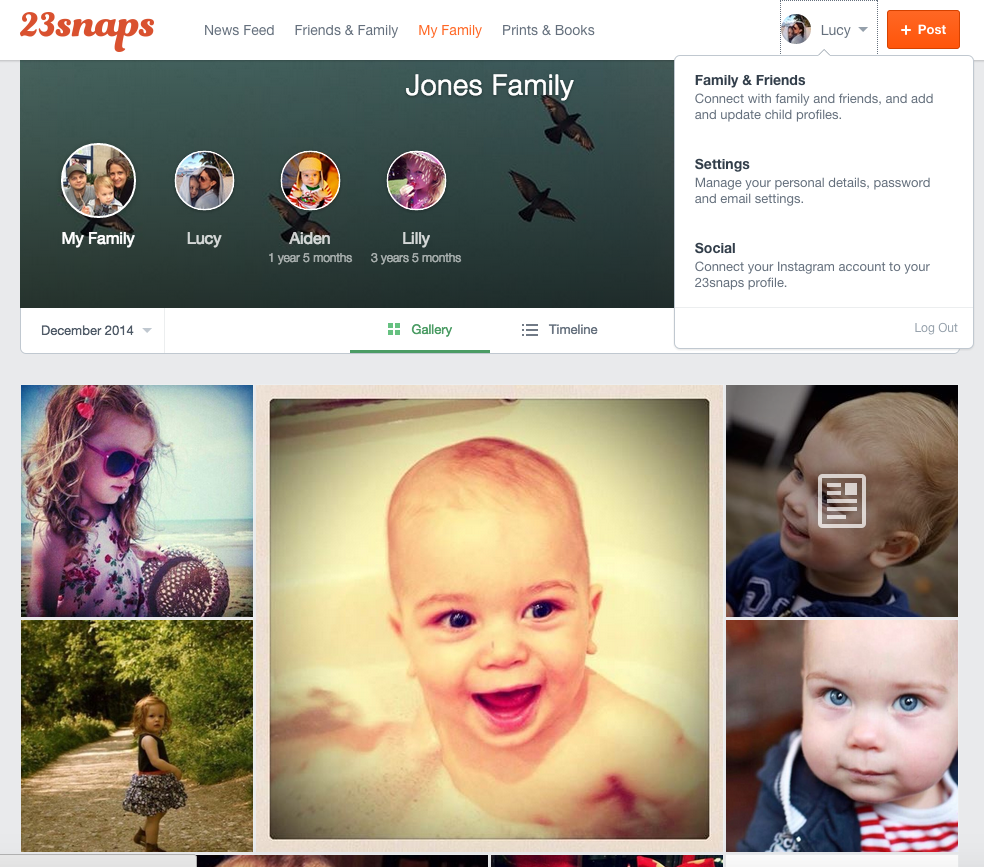 23snaps
News Feed
Friends & Family
My Family
Prints & Books
Lucy
+ Post
Family & Friends
Connect with family and friends, and add
and update child profiles.
Settings
Manage your personal details, password
and email settings.
Social
Connect your Instagram account to your
23snaps profile.
Log Out
Jones Family
My Family
Lucy
Aiden
1 year 5 months
Lilly
3 years 5 months
December 2014
Gallery
Timeline